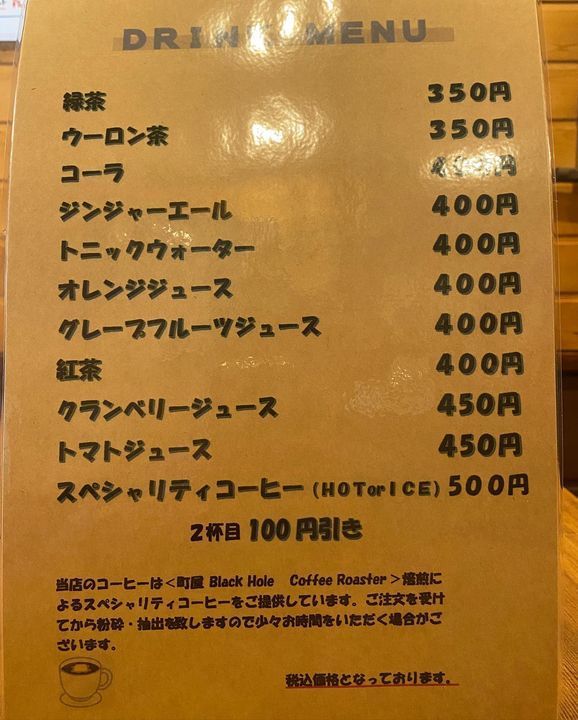 DRINK MENU
緑茶 350円
ウーロン茶 350円
コーラ 400円
ジンジャーエール 400円
トニックウォーター 400円
オレンジジュース 400円
グレープフルーツジュース 400円
紅茶 400円
クランベリージュース 450円
トマトジュース 450円
スペシャリティコーヒー(HOTorICE) 500円
2杯目 100円引き
当店のコーヒーは<町屋 Black Hole Coffee Roaster>焙煎に
よるスペシャリティコーヒーをご提供しています。ご注文を受け
てから粉砕・抽出を致しますので少々お時間をいただく場合がご
ざいます。
税込価格となっております。